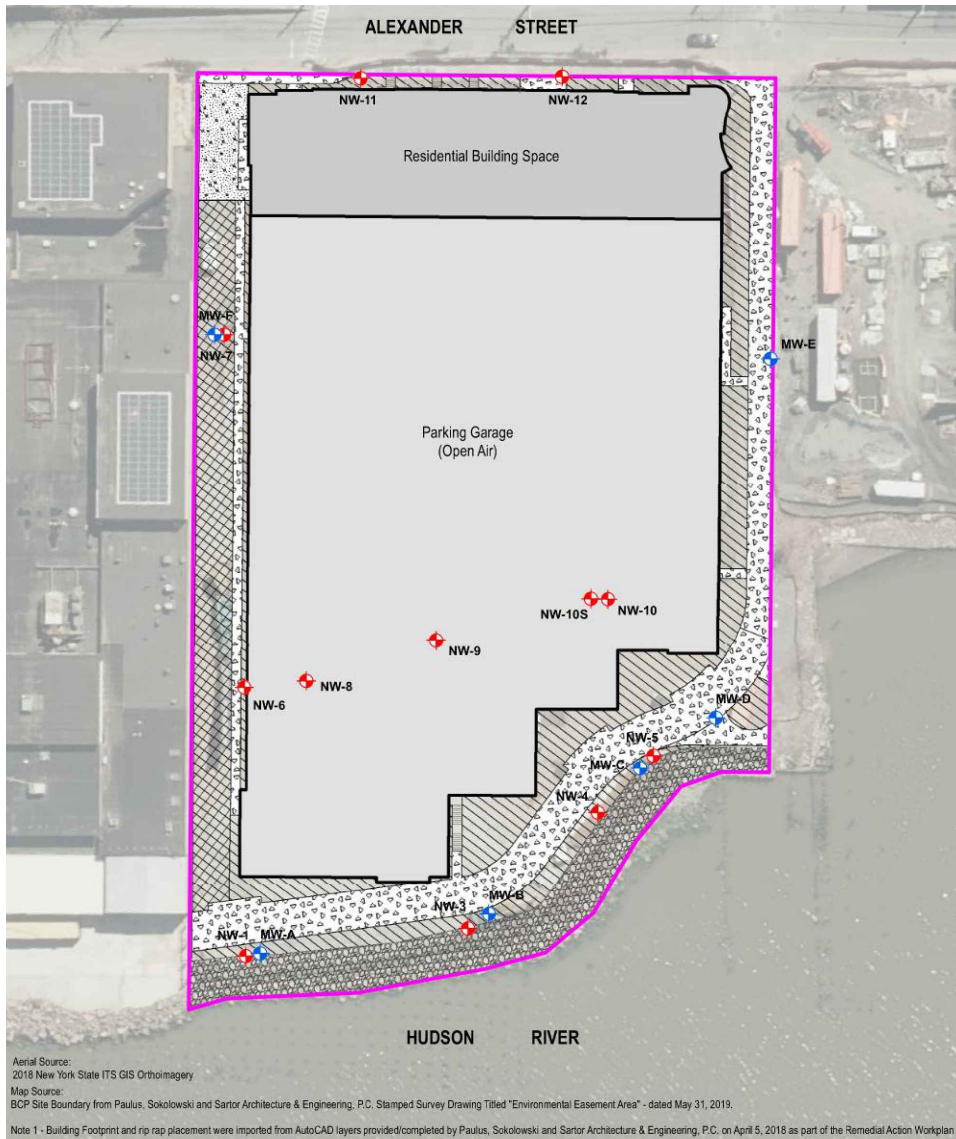 ALEXANDER STREET
NW-11
NW-12
Residential Building Space
MW-F
NW-7
MW-E
Parking Garage
(Open Air)
NW-10S
NW-10
NW-9
NW-8
NW-6
MW-D
NW-5
MW-C
NW-4
MW-B
NW-3
NW-1
MW-A
HUDSON RIVER
Aerial Source:
2018 New York State ITS GIS Orthoimagery
Map Source:
BCP Site Boundary from Paulus, Sokolowski and Sartor Architecture & Engineering, P.C. Stamped Survey Drawing Titled "Environmental Easement Area" - dated May 31, 2019.
Note 1 - Building Footprint and rip rap placement were imported from AutoCAD layers provided/completed by Paulus, Sokolowski and Sartor Architecture & Engineering, P.C. on April 5, 2018 as part of the Remedial Action Workplan